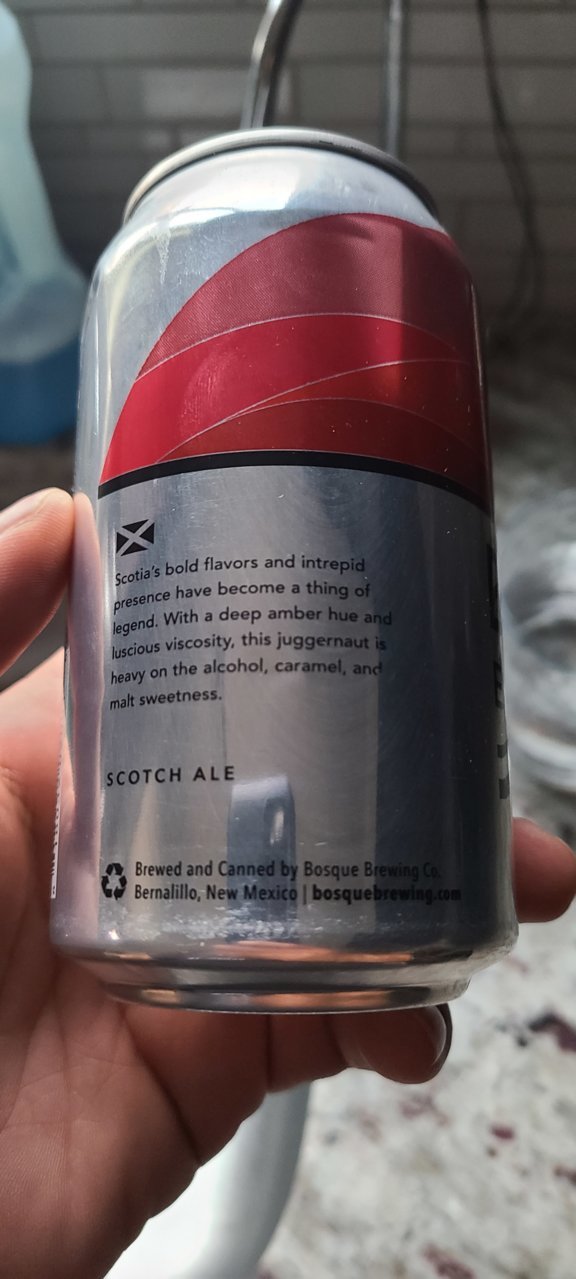 Scotia's bold flavors and intrepid
presence have become a thing of
legend. With a deep amber hue and
luscious viscosity, this juggernaut is
heavy on the alcohol, caramel, and
malt sweetness.
SCOTCH ALE
Brewed and Canned by Bosque Brewing Co.
Bernalillo, New Mexico | bosquebrewing.com